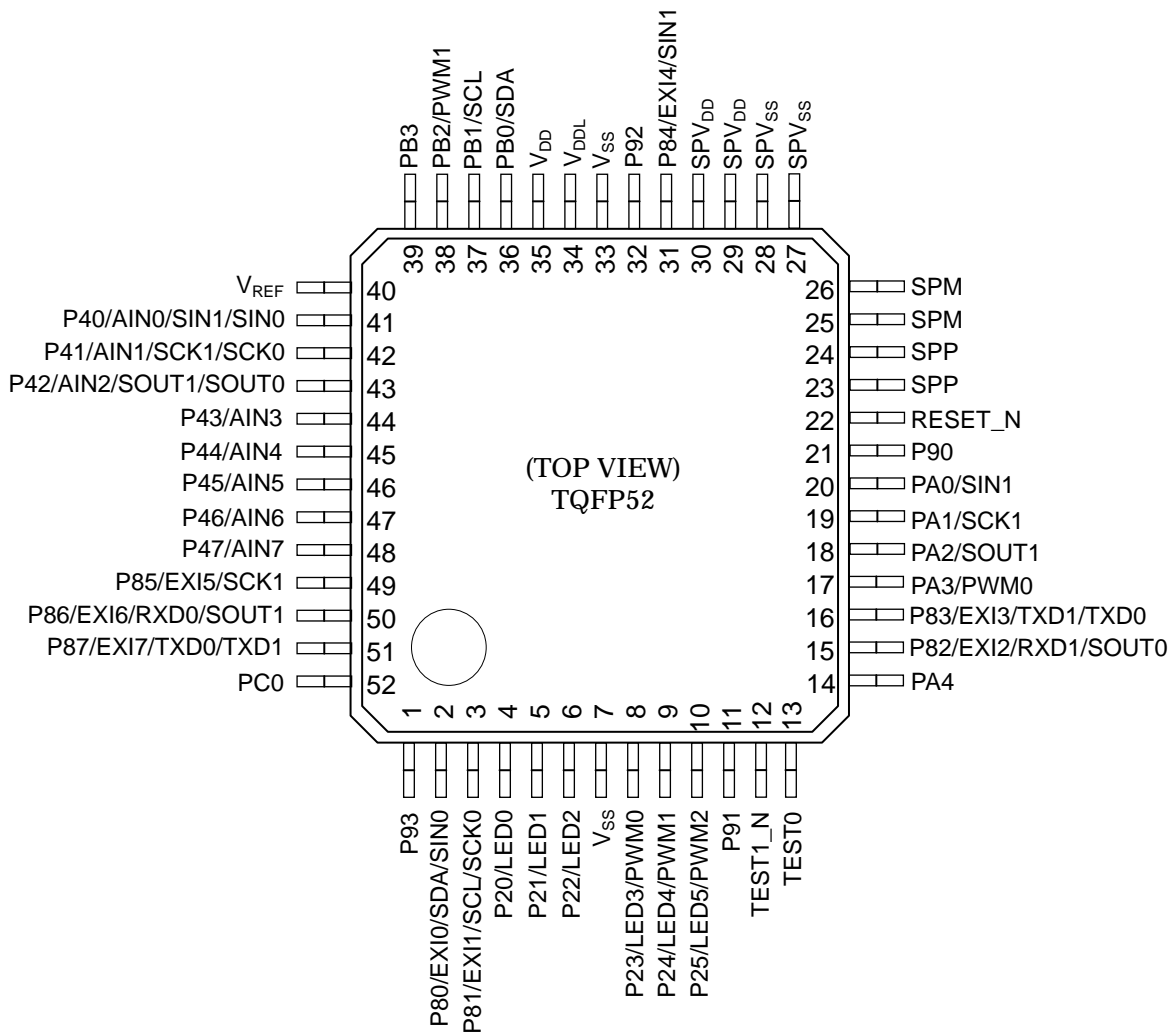 PB3
PB2/PWM1
PB1/SCL
PB0/SDA
VDD
VDDL
VSS
P92
P84/EXI4/SIN1
SPVDD
SPVDD
SPVSS
SPVSS
39
38
37
36
35
34
33
32
31
30
29
28
27
VREF 40
P40/AIN0/SIN1/SIN0 41
P41/AIN1/SCK1/SCK0 42
P42/AIN2/SOUT1/SOUT0 43
P43/AIN3 44
P44/AIN4 45
P45/AIN5 46
P46/AIN6 47
P47/AIN7 48
P85/EXI5/SCK1 49
P86/EXI6/RXD0/SOUT1 50
P87/EXI7/TXD0/TXD1 51
PC0 52
(TOP VIEW)
TQFP52
26 SPM
25 SPM
24 SPP
23 SPP
22 RESET_N
21 P90
20 PA0/SIN1
19 PA1/SCK1
18 PA2/SOUT1
17 PA3/PWM0
16 P83/EXI3/TXD1/TXD0
15 P82/EXI2/RXD1/SOUT0
14 PA4
1
2
3
4
5
6
7
8
9
10
11
12
13
P93
P80/EXI0/SDA/SIN0
P81/EXI1/SCL/SCK0
P20/LED0
P21/LED1
P22/LED2
VSS
P23/LED3/PWM0
P24/LED4/PWM1
P25/LED5/PWM2
P91
TEST1_N
TEST0